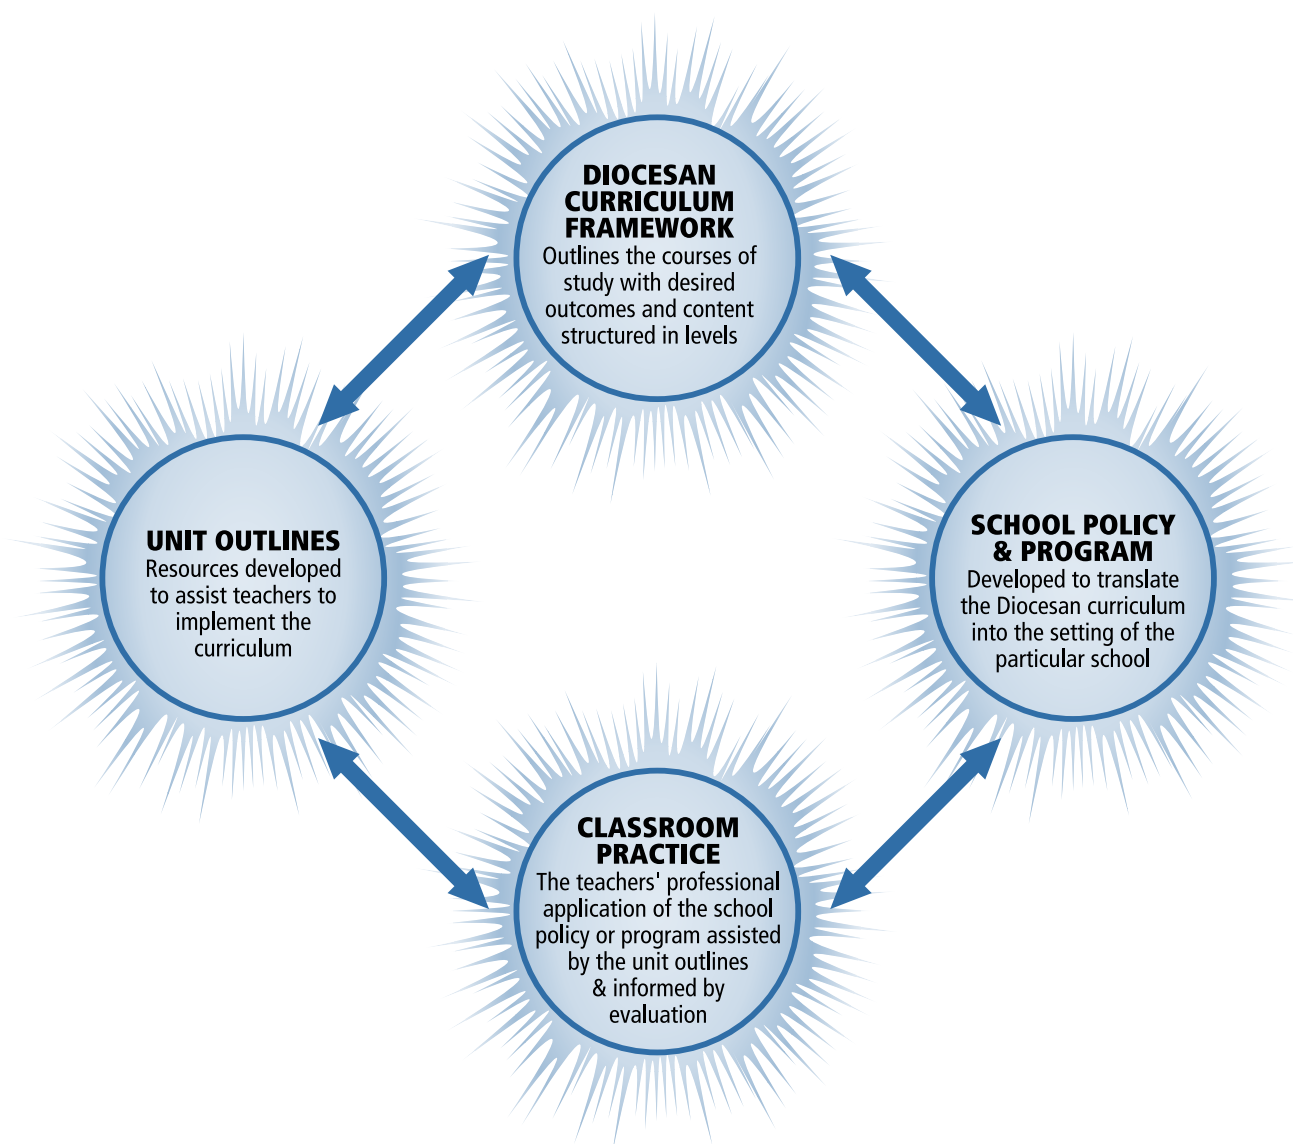 DIOCESAN
CURRICULUM
FRAMEWORK
Outlines the courses of
study with desired
outcomes and content
structured in levels
UNIT OUTLINES
Resources developed
to assist teachers to
implement the
curriculum
SCHOOL POLICY
& PROGRAM
Developed to translate
the Diocesan curriculum
into the setting of the
particular school
CLASSROOM
PRACTICE
The teachers' professional
application of the school
policy or program assisted
by the unit outlines
& informed by
evaluation